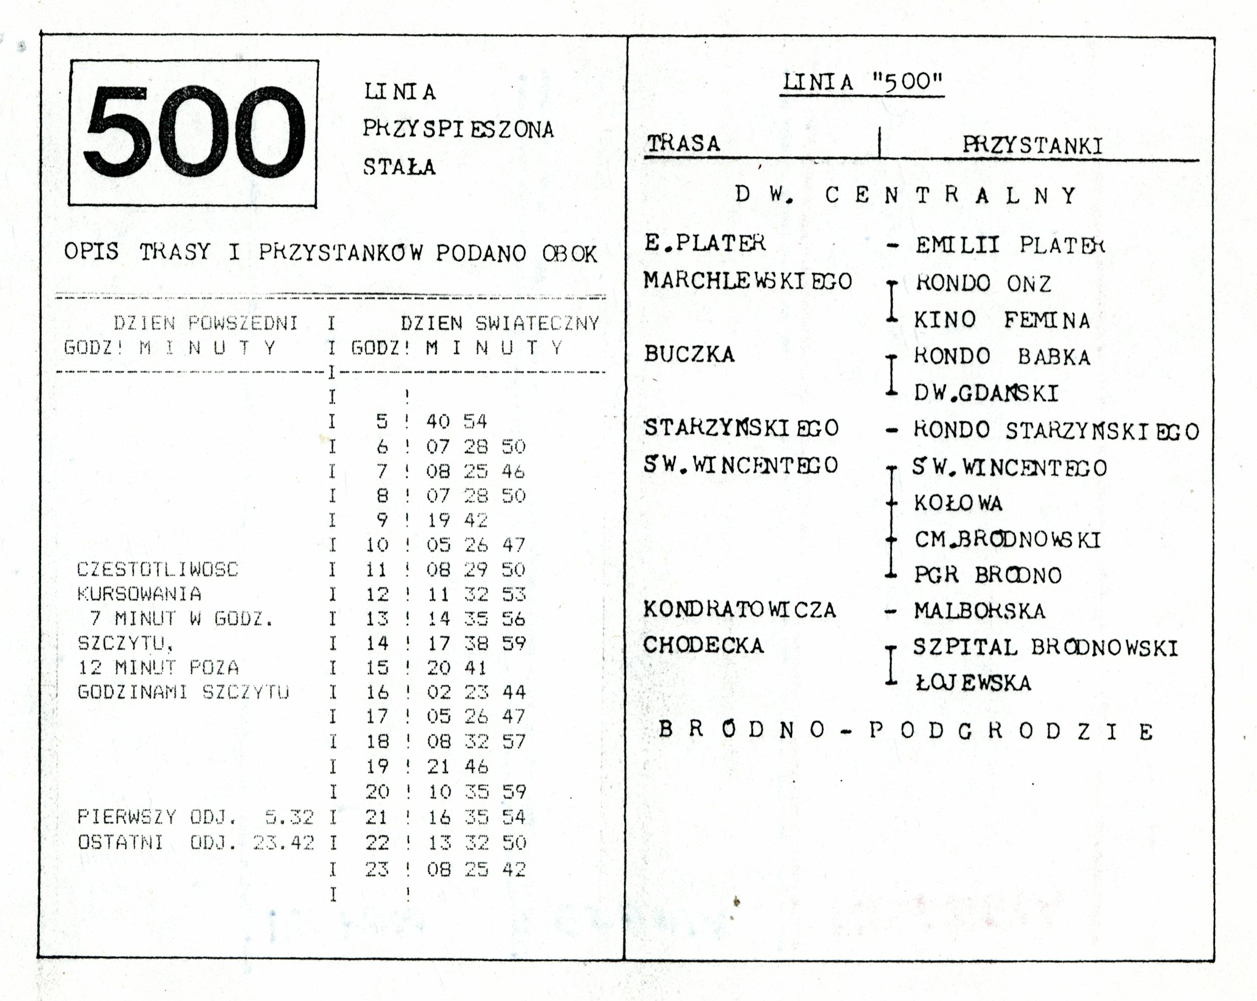 500
LINIA
PRZYSPIESZONA
STAŁA
OPIS TRASY I PRZYSTANKÓW PODANO OBOK
DZIEN POWSZEDNI I DZIEN SWIATECZNY
GODZ! M I N U T Y I GODZ! M I N U T Y
I
I !
I 5 ! 40 54
I 6 ! 07 28 50
I 7 ! 08 25 46
I 8 ! 07 28 50
I 9 ! 19 42
I 10 ! 05 26 47
CZESTOTLIWOSC I 11 ! 08 29 50
KURSOWANIA I 12 ! 11 32 53
7 MINUT W GODZ. I 13 ! 14 35 56
SZCZYTU, I 14 ! 17 38 59
12 MINUT POZA I 15 ! 20 41
GODZINAMI SZCZYTU I 16 ! 02 23 44
I 17 ! 05 26 47
I 18 ! 08 32 57
I 19 ! 21 46
I 20 ! 10 35 59
PIERWSZY ODJ. 5.32 I 21 ! 16 35 54
OSTATNI ODJ. 23.42 I 22 ! 13 32 50
I 23 ! 08 25 42
I !
LINIA "500"
TRASA | PRZYSTANKI
D W. C E N T R A L N Y
E.PLATER - EMILII PLATER
MARCHLEWSKIEGO RONDO ONZ
KINO FEMINA
BUCZKA RONDO BABKA
DW.GDAŃSKI
STARZYŃSKIEGO - RONDO STARZYŃSKIEGO
ŚW.WINCENTEGO ŚW.WINCENTEGO
KOŁOWA
CM.BRÓDNOWSKI
PGR BRÓDNO
KONDRATOWICZA - MALBORSKA
CHODECKA SZPITAL BRÓDNOWSKI
ŁOJEWSKA
B R Ó D N O - P O D G R O D Z I E